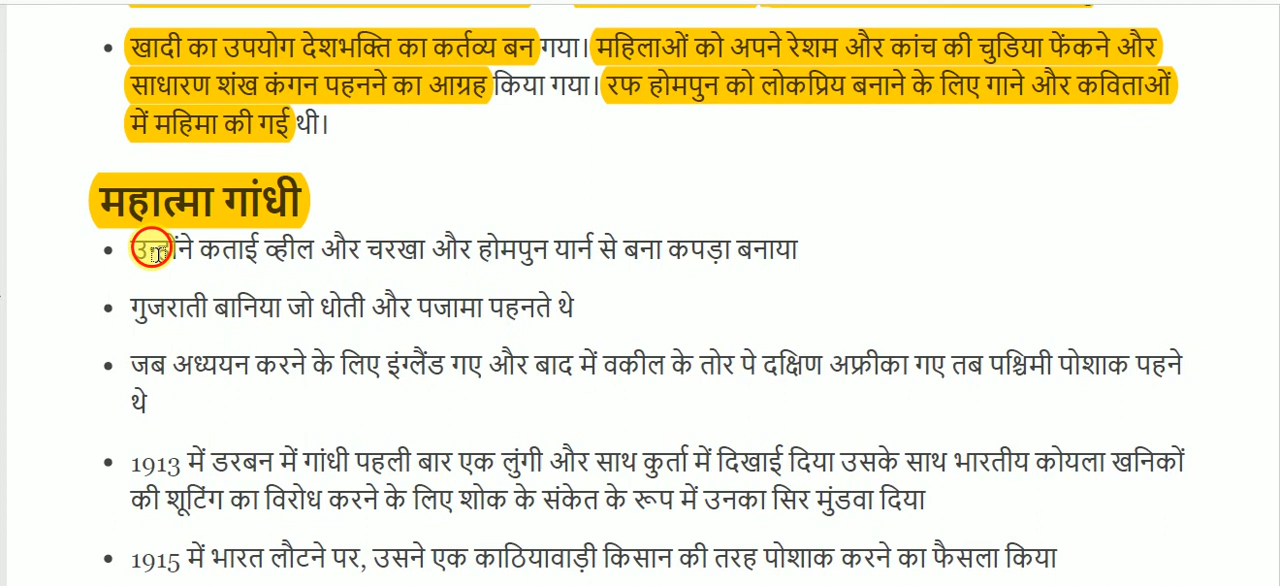 खादी का उपयोग देशभक्ति का कर्तव्य बन गया। महिलाओं को अपने रेशम और कांच की चुडिया फेंकने और
साधारण शंख कंगन पहनने का आग्रह किया गया। रफ होमपुन को लोकप्रिय बनाने के लिए गाने और कविताओं
में महिमा की गई थी।
महात्मा गांधी
उन्होंने कताई व्हील और चरखा और होमपुन यार्न से बना कपड़ा बनाया
गुजराती बानिया जो धोती और पजामा पहनते थे
जब अध्ययन करने के लिए इंग्लैंड गए और बाद में वकील के तोर पे दक्षिण अफ्रीका गए तब पश्चिमी पोशाक पहने
थे
1913 में डरबन में गांधी पहली बार एक लुंगी और साथ कुर्ता में दिखाई दिया उसके साथ भारतीय कोयला खनिकों
की शूटिंग का विरोध करने के लिए शोक के संकेत के रूप में उनका सिर मुंडवा दिया
1915 में भारत लौटने पर, उसने एक काठियावाड़ी किसान की तरह पोशाक करने का फैसला किया